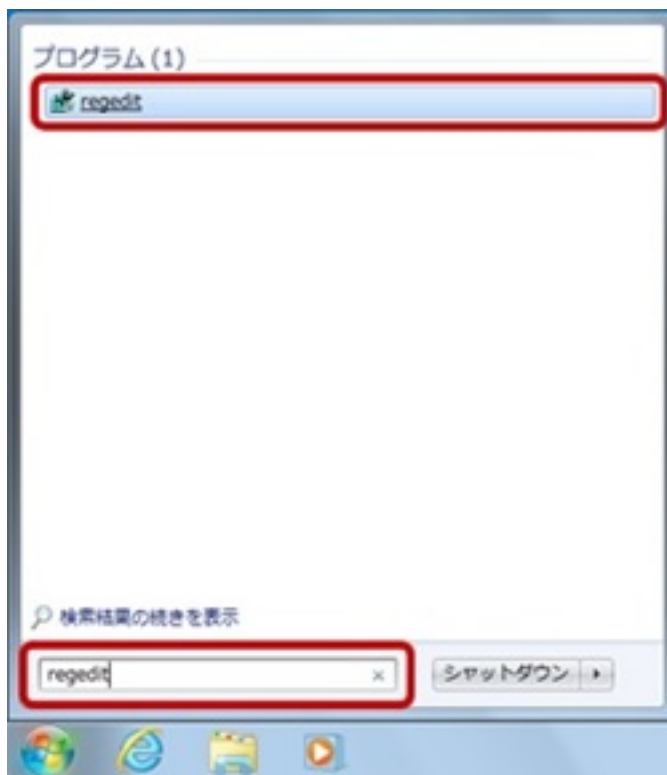 プログラム (1)
regedit
検索結果の続きを表示
regedit
シャットダウン